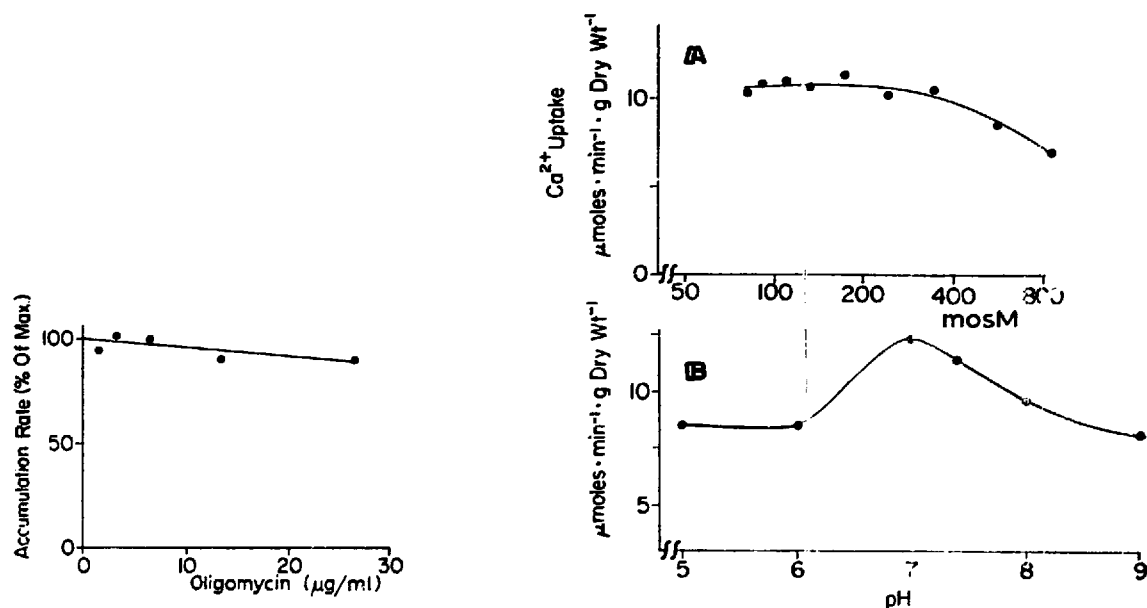 Accumulation Rate (% Of Max.)
100
50
0
0 10 20 30
Oligomycin (μg/ml)
Ca²⁺ Uptake
μmoles · min⁻¹ · g Dry Wt⁻¹
A
10
0
50 100 200 400 800
mosM
μmoles · min⁻¹ · g Dry Wt⁻¹
B
10
5
5 6 7 8 9
pH